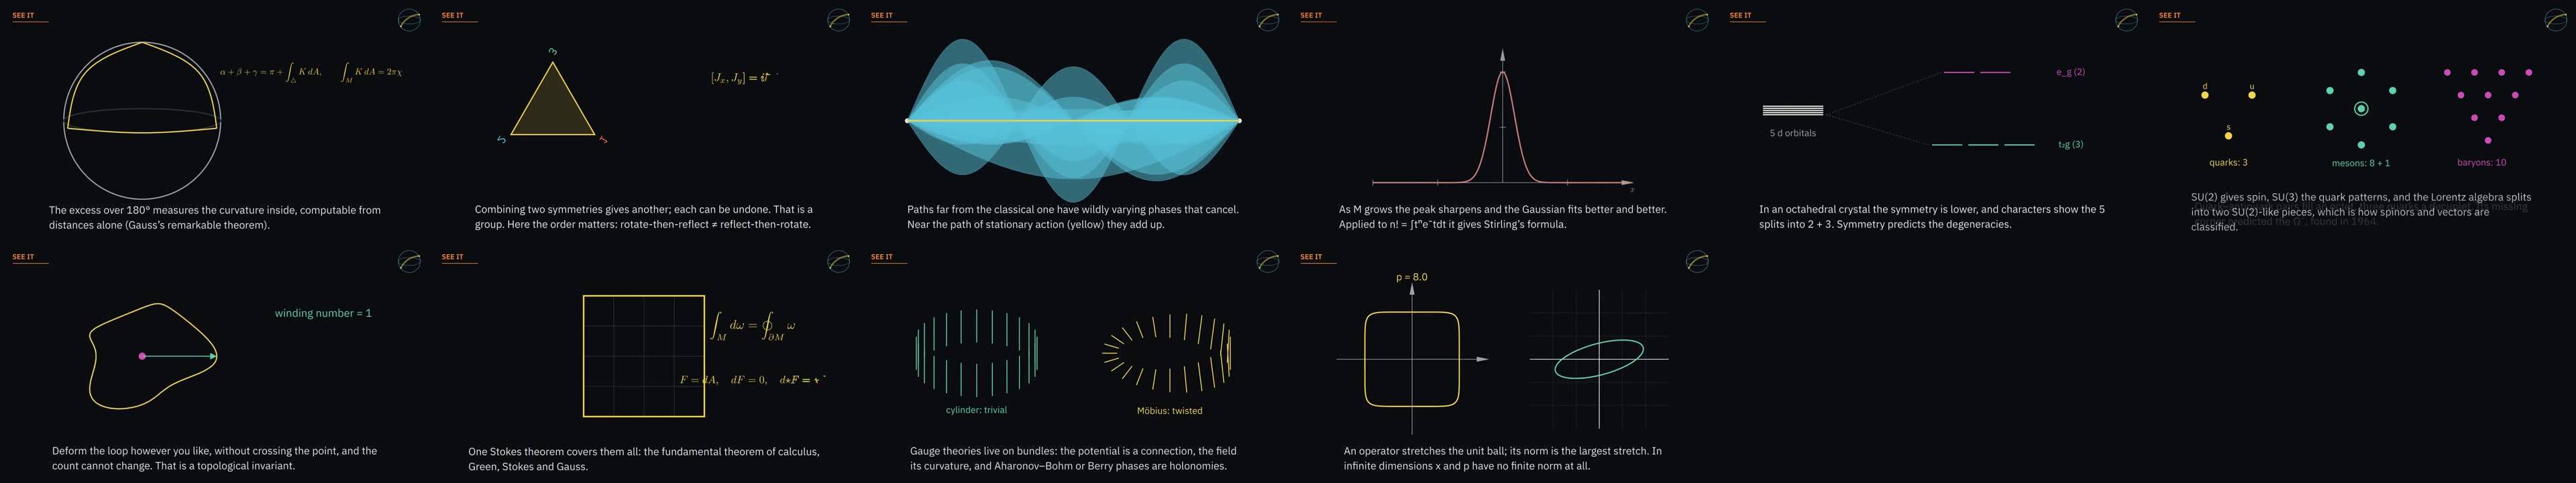 SEE IT
α + β + γ = π + ∫_△ K dA,   ∫_M K dA = 2πχ
The excess over 180° measures the curvature inside, computable from
distances alone (Gauss's remarkable theorem).
SEE IT
3
5
1
[J_x, J_y] =
Combining two symmetries gives another; each can be undone. That is a
group. Here the order matters: rotate-then-reflect ≠ reflect-then-rotate.
SEE IT
Paths far from the classical one have wildly varying phases that cancel.
Near the path of stationary action (yellow) they add up.
SEE IT
x
As M grows the peak sharpens and the Gaussian fits better and better.
Applied to n! = ∫tⁿe⁻ᵗdt it gives Stirling's formula.
SEE IT
e_g (2)
5 d orbitals
t₂g (3)
In an octahedral crystal the symmetry is lower, and characters show the 5
splits into 2 + 3. Symmetry predicts the degeneracies.
SEE IT
d
u
s
quarks: 3
mesons: 8 + 1
baryons: 10
SU(2) gives spin, SU(3) the quark patterns, and the Lorentz algebra splits
into two SU(2)-like pieces, which is how spinors and vectors are
classified.
predicted the Ω⁻, found in 1964.
SEE IT
winding number = 1
Deform the loop however you like, without crossing the point, and the
count cannot change. That is a topological invariant.
SEE IT
∫_M dω = ∮_∂M ω
F = dA,   dF = 0,   d⋆F =
One Stokes theorem covers them all: the fundamental theorem of calculus,
Green, Stokes and Gauss.
SEE IT
cylinder: trivial
Möbius: twisted
Gauge theories live on bundles: the potential is a connection, the field
its curvature, and Aharonov–Bohm or Berry phases are holonomies.
SEE IT
p = 8.0
An operator stretches the unit ball; its norm is the largest stretch. In
infinite dimensions x and p have no finite norm at all.